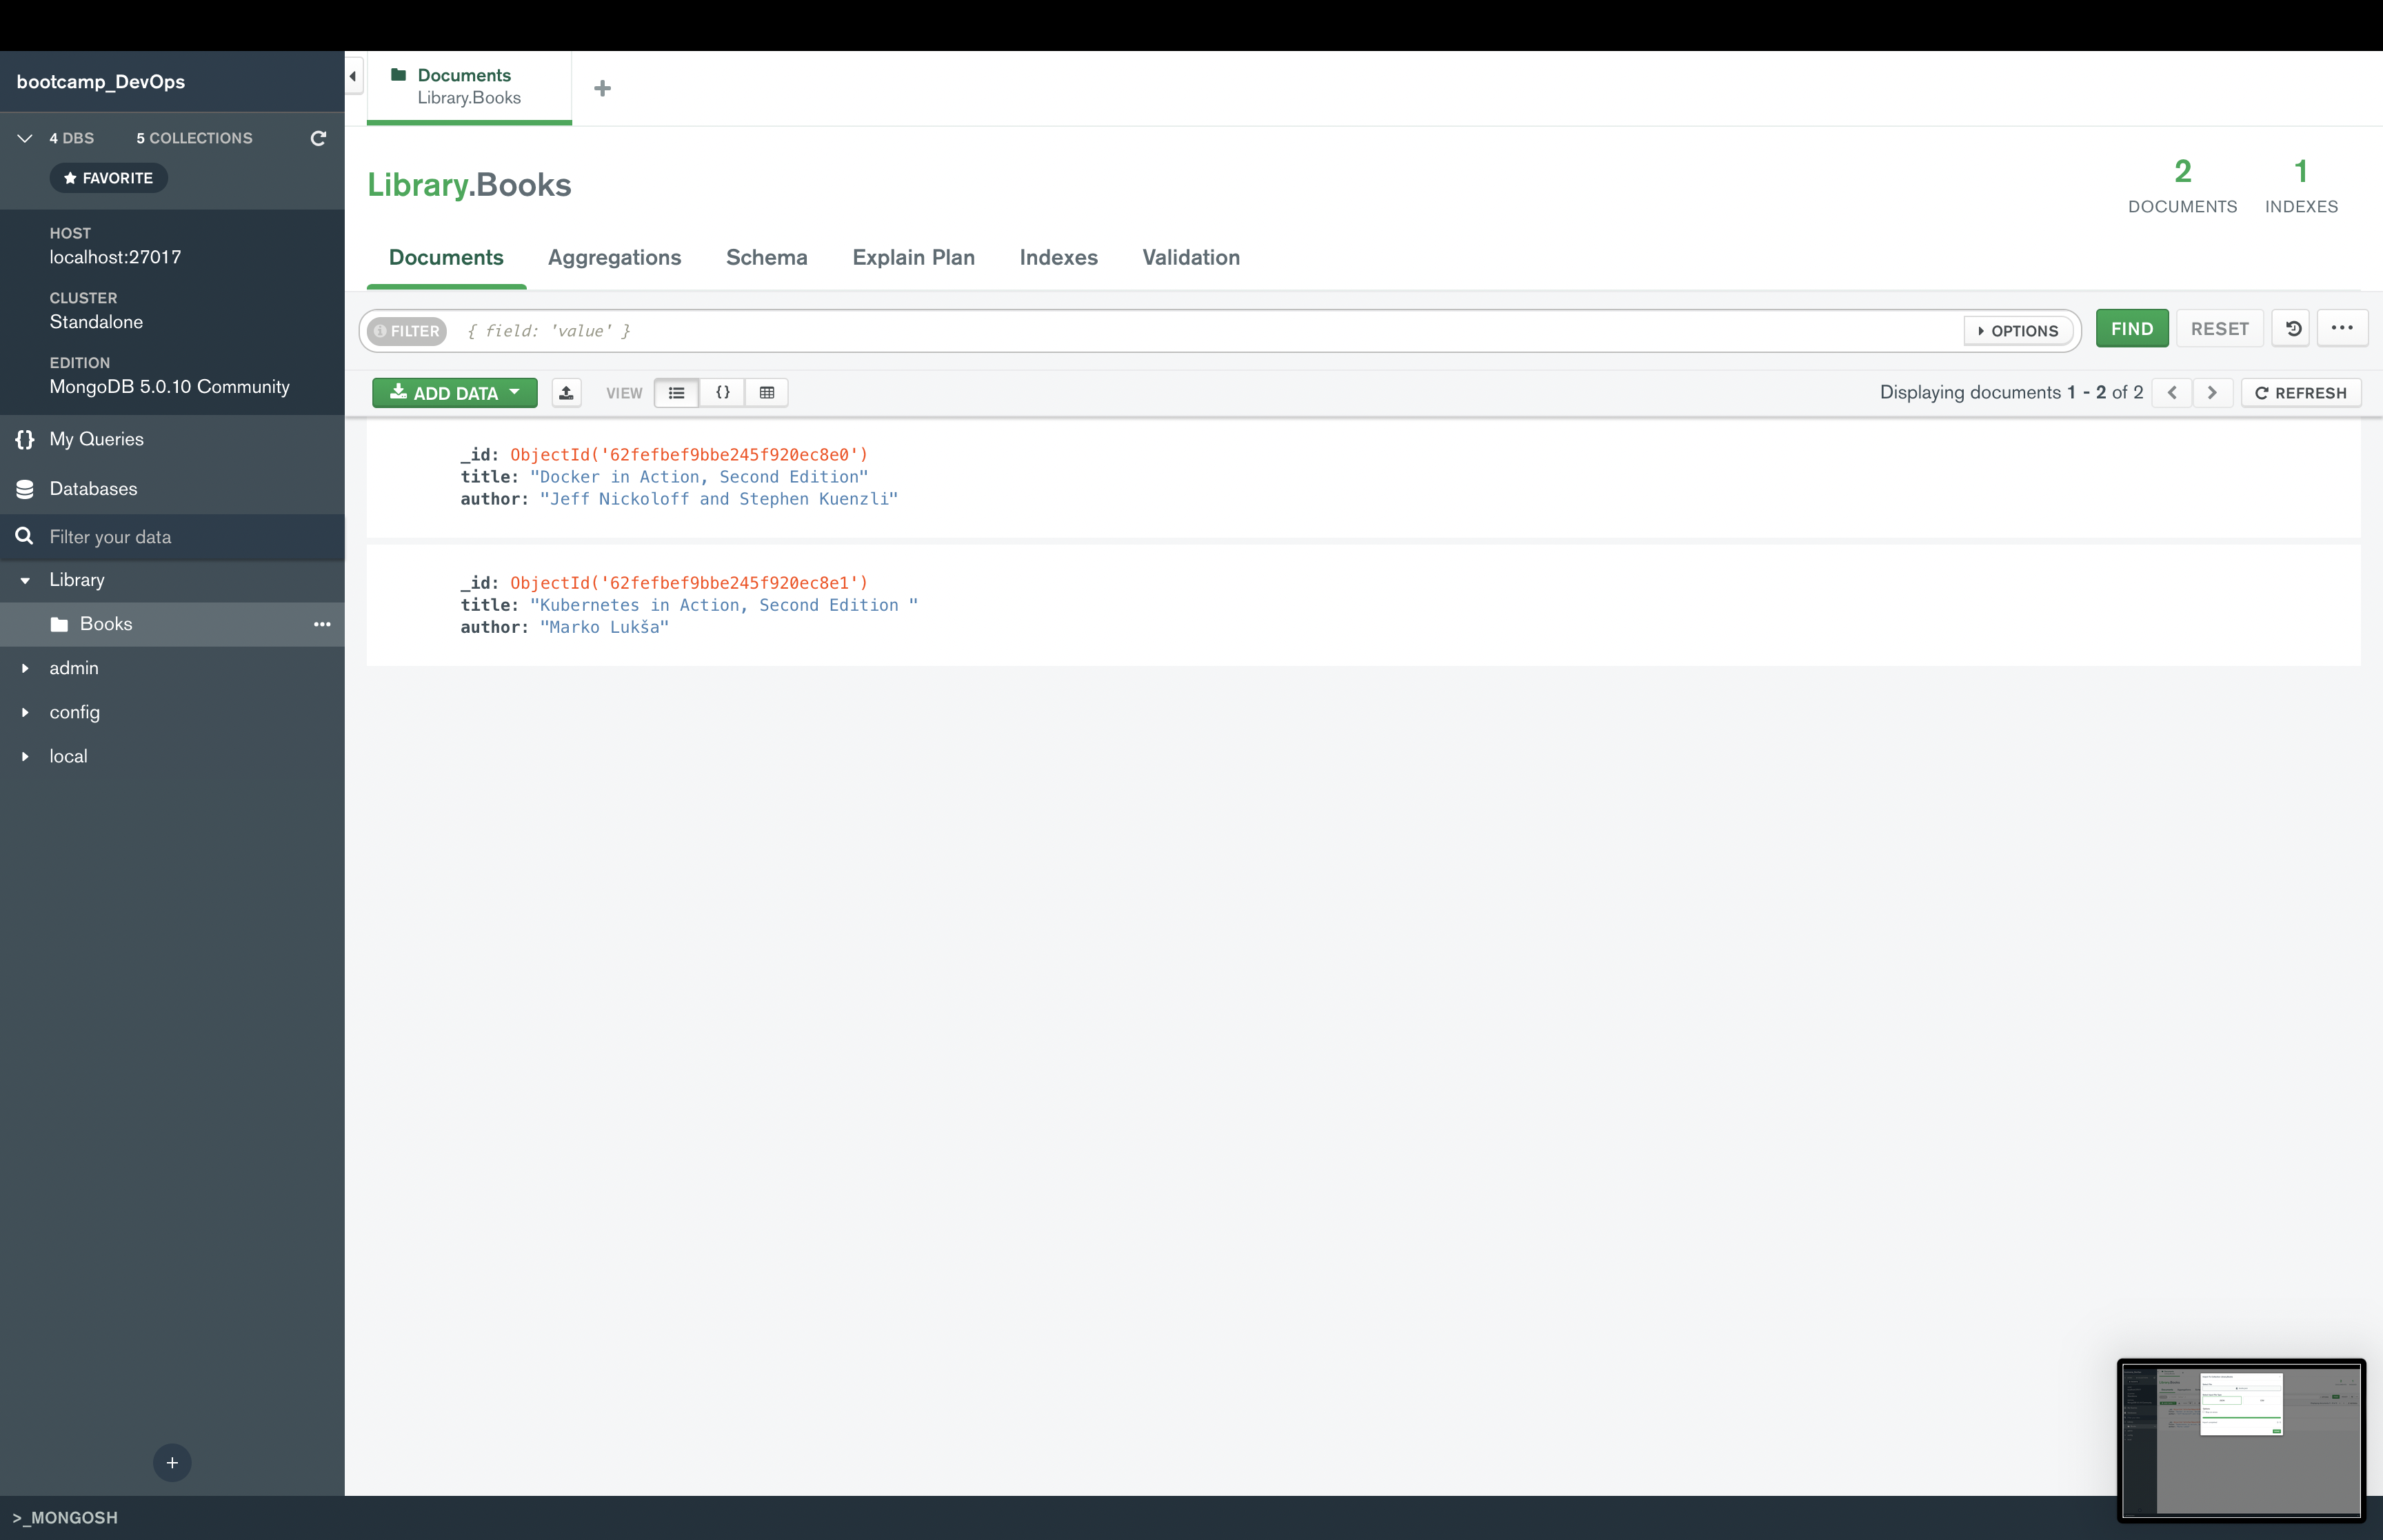 bootcamp_DevOps
4 DBS 5 COLLECTIONS
FAVORITE
HOST
localhost:27017
CLUSTER
Standalone
EDITION
MongoDB 5.0.10 Community
{} My Queries
Databases
Filter your data
Library
Books
admin
config
local
>_MONGOSH
Documents
Library.Books
Library.Books
2
DOCUMENTS
1
INDEXES
Documents Aggregations Schema Explain Plan Indexes Validation
FILTER { field: 'value' } OPTIONS FIND RESET
ADD DATA VIEW {} Displaying documents 1 - 2 of 2 REFRESH
_id: ObjectId('62fefbef9bbe245f920ec8e0')
title: "Docker in Action, Second Edition"
author: "Jeff Nickoloff and Stephen Kuenzli"
_id: ObjectId('62fefbef9bbe245f920ec8e1')
title: "Kubernetes in Action, Second Edition "
author: "Marko Lukša"